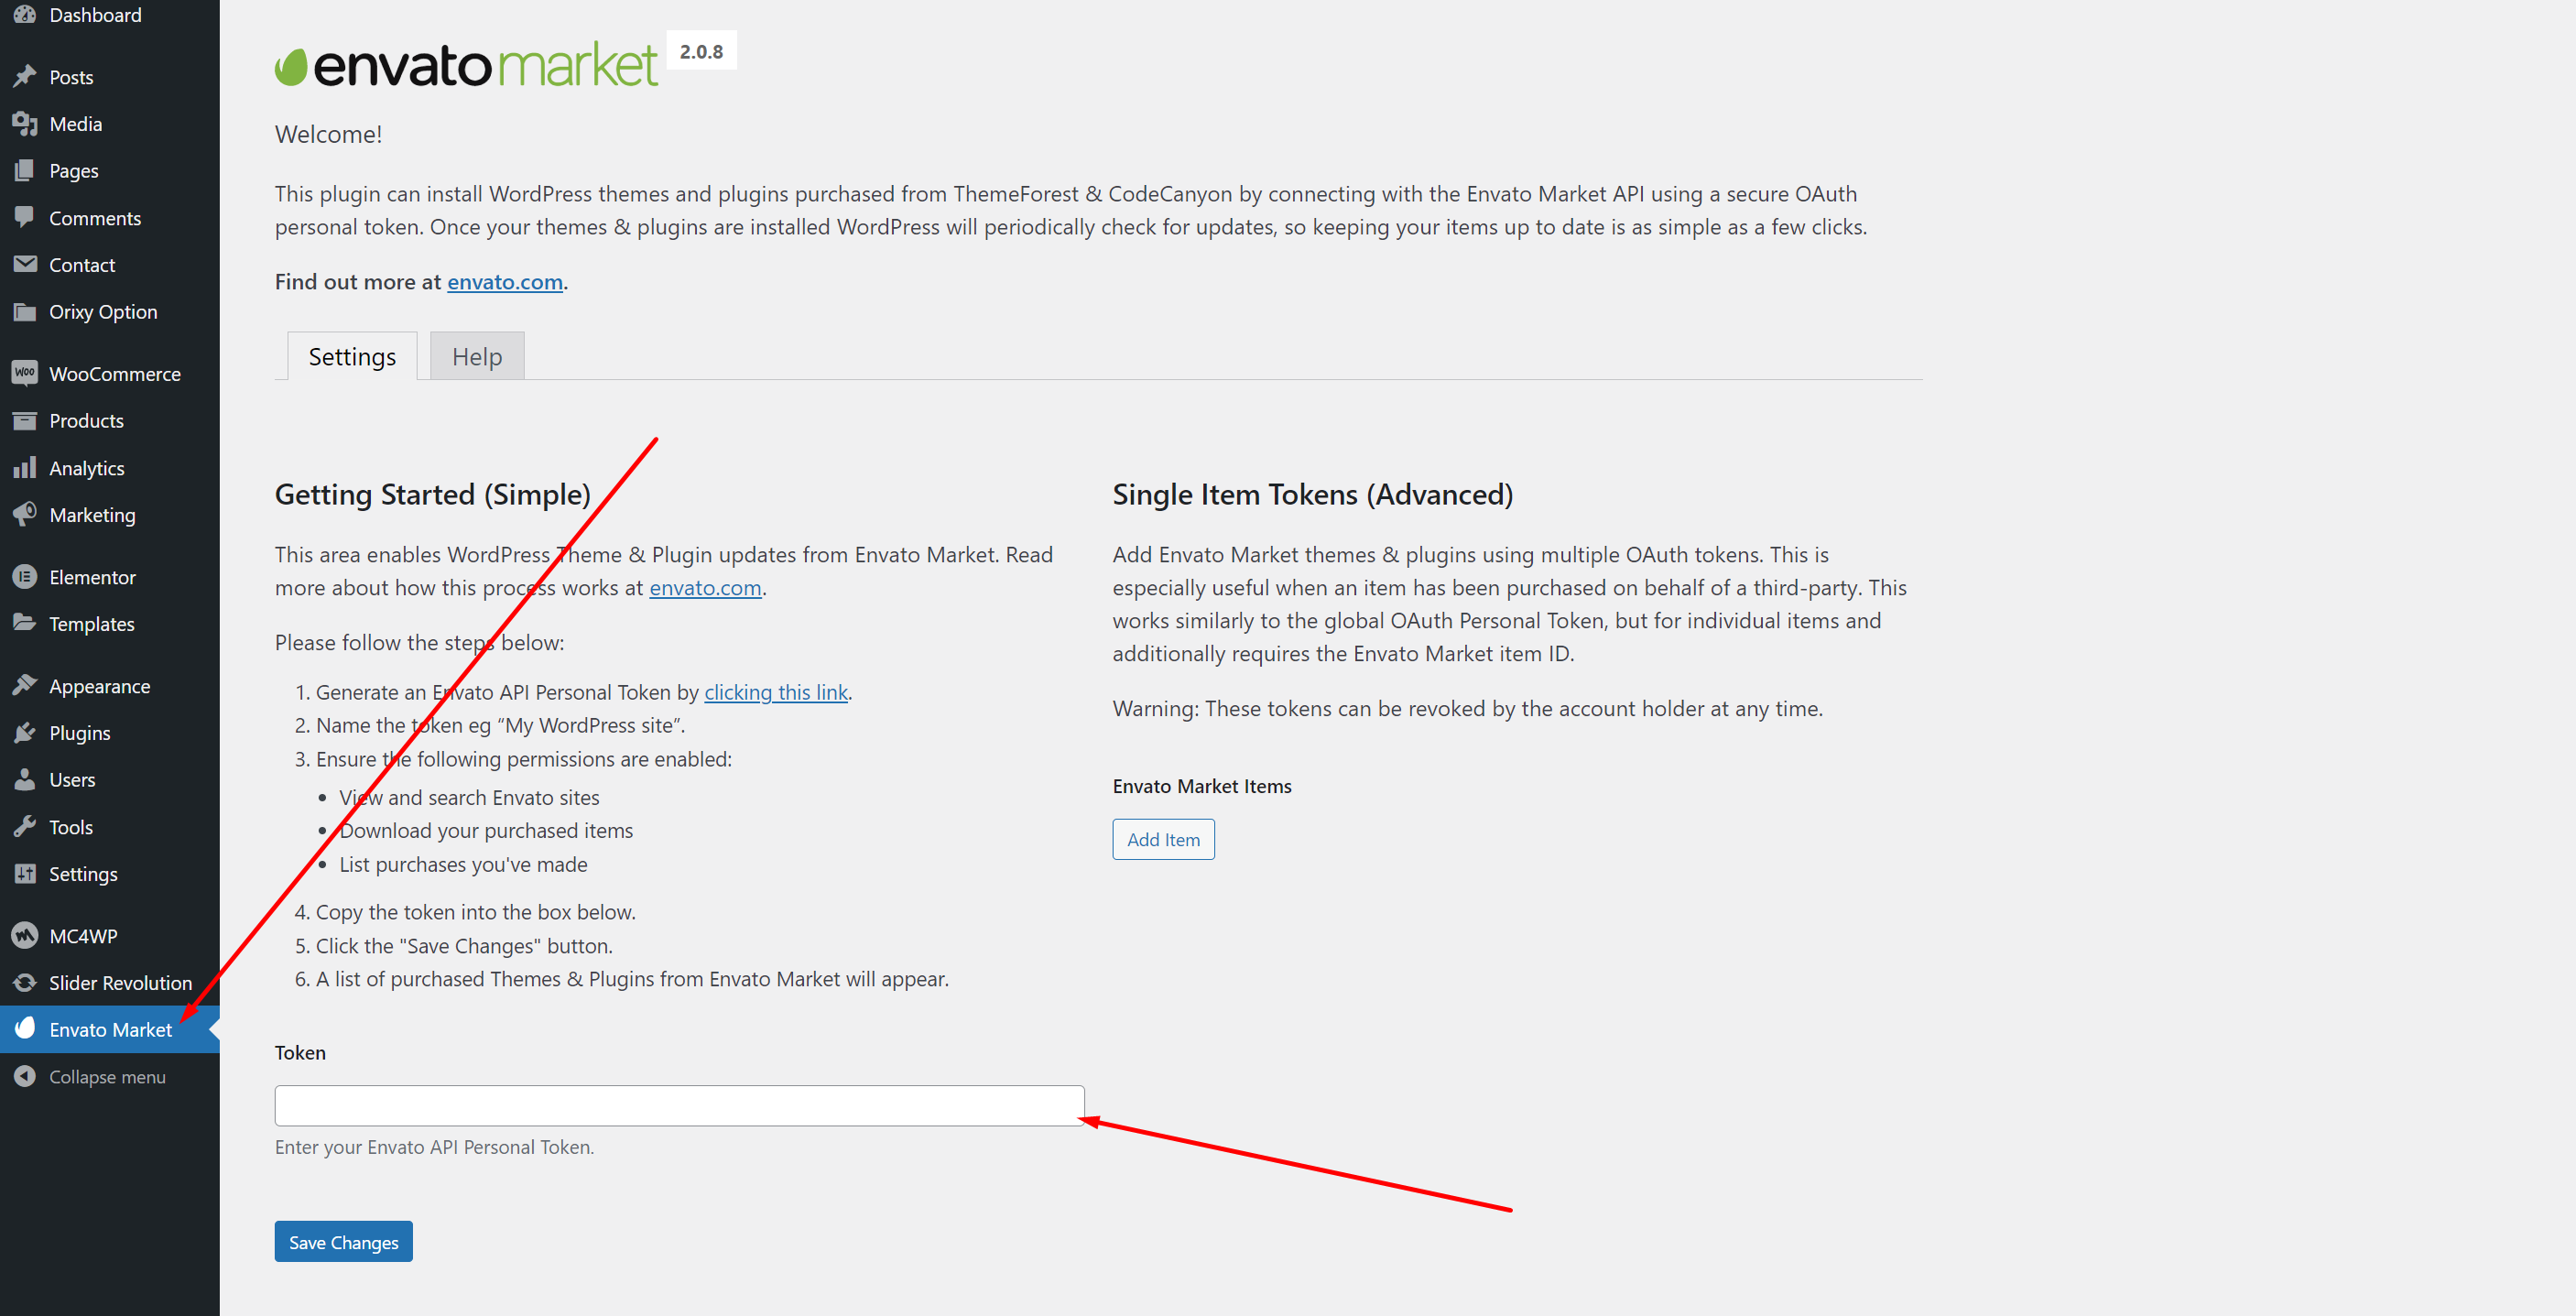 Dashboard
Posts
Media
Pages
Comments
Contact
Orixy Option
WooCommerce
Products
Analytics
Marketing
Elementor
Templates
Appearance
Plugins
Users
Tools
Settings
MC4WP
Slider Revolution
Envato Market
Collapse menu
envato market 2.0.8
Welcome!
This plugin can install WordPress themes and plugins purchased from ThemeForest & CodeCanyon by connecting with the Envato Market API using a secure OAuth
personal token. Once your themes & plugins are installed WordPress will periodically check for updates, so keeping your items up to date is as simple as a few clicks.
Find out more at envato.com.
Settings Help
Getting Started (Simple)
This area enables WordPress Theme & Plugin updates from Envato Market. Read
more about how this process works at envato.com.
Please follow the steps below:
1. Generate an Envato API Personal Token by clicking this link.
2. Name the token eg “My WordPress site”.
3. Ensure the following permissions are enabled:
• View and search Envato sites
• Download your purchased items
• List purchases you've made
4. Copy the token into the box below.
5. Click the "Save Changes" button.
6. A list of purchased Themes & Plugins from Envato Market will appear.
Token
Enter your Envato API Personal Token.
Save Changes
Single Item Tokens (Advanced)
Add Envato Market themes & plugins using multiple OAuth tokens. This is
especially useful when an item has been purchased on behalf of a third-party. This
works similarly to the global OAuth Personal Token, but for individual items and
additionally requires the Envato Market item ID.
Warning: These tokens can be revoked by the account holder at any time.
Envato Market Items
Add Item